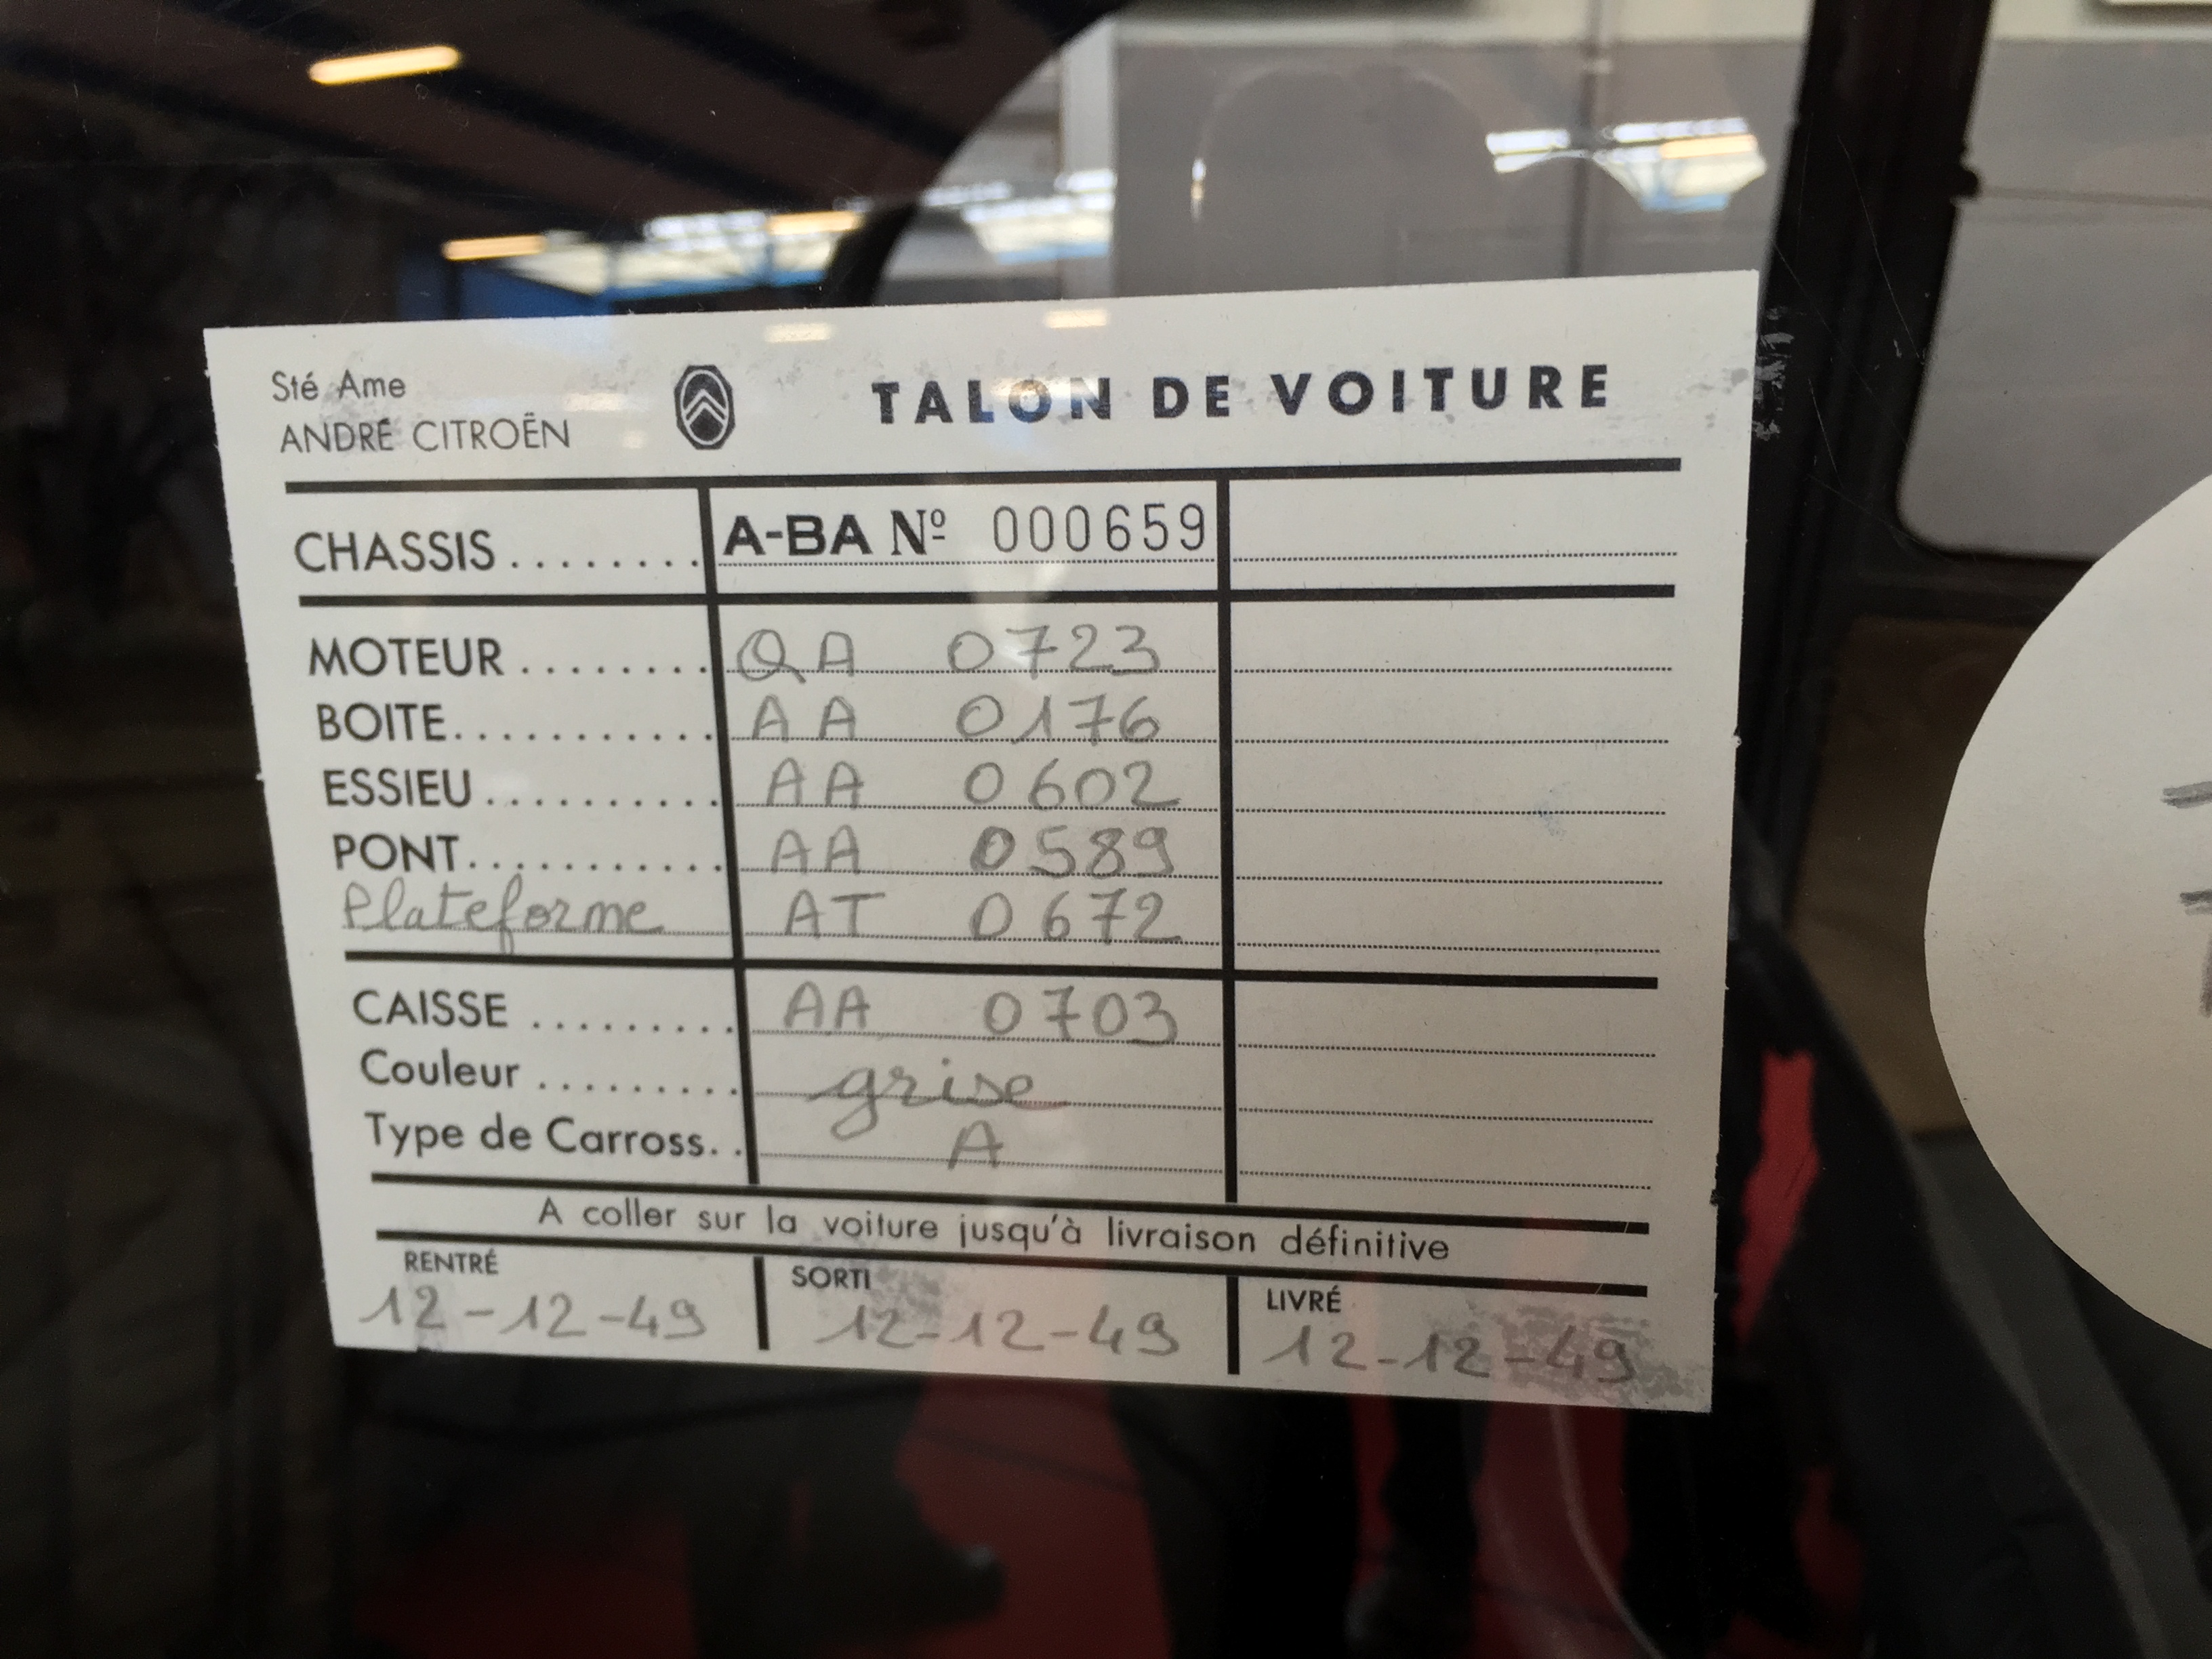 Sté Ame
ANDRÉ CITROËN
TALON DE VOITURE
CHASSIS ........ A-BA Nº 000659
MOTEUR ........ QA 0723
BOITE ........... AA 0176
ESSIEU .......... AA 0602
PONT ........... AA 0589
Plateforme AT 0672
CAISSE ......... AA 0703
Couleur ......... grise
Type de Carross.. A
A coller sur la voiture jusqu'à livraison définitive
RENTRÉ SORTI LIVRÉ
12-12-49 12-12-49 12-12-49